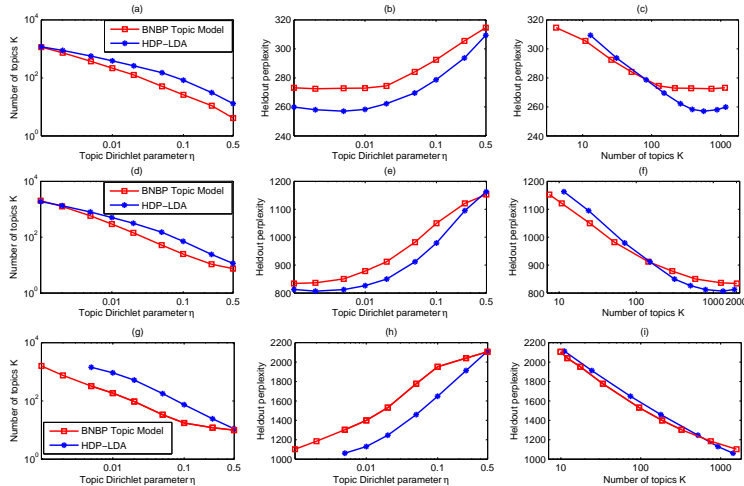 (a)
Number of topics K
10^4
10^2
10^0
0.01
0.1
0.5
Topic Dirichlet parameter η
BNBP Topic Model
HDP−LDA
(b)
Heldout perplexity
320
300
280
260
240
0.01
0.1
0.5
Topic Dirichlet parameter η
(c)
Heldout perplexity
320
300
280
260
240
10
100
1000
Number of topics K
(d)
Number of topics K
10^4
10^2
10^0
0.01
0.1
0.5
Topic Dirichlet parameter η
BNBP Topic Model
HDP−LDA
(e)
Heldout perplexity
1200
1100
1000
900
800
0.01
0.1
0.5
Topic Dirichlet parameter η
(f)
Heldout perplexity
1200
1100
1000
900
800
10
100
1000
2000
Number of topics K
(g)
Number of topics K
10^4
10^2
10^0
0.01
0.1
0.5
Topic Dirichlet parameter η
BNBP Topic Model
HDP−LDA
(h)
Heldout perplexity
2200
2000
1800
1600
1400
1200
1000
0.01
0.1
0.5
Topic Dirichlet parameter η
(i)
Heldout perplexity
2200
2000
1800
1600
1400
1200
1000
10
100
1000
Number of topics K